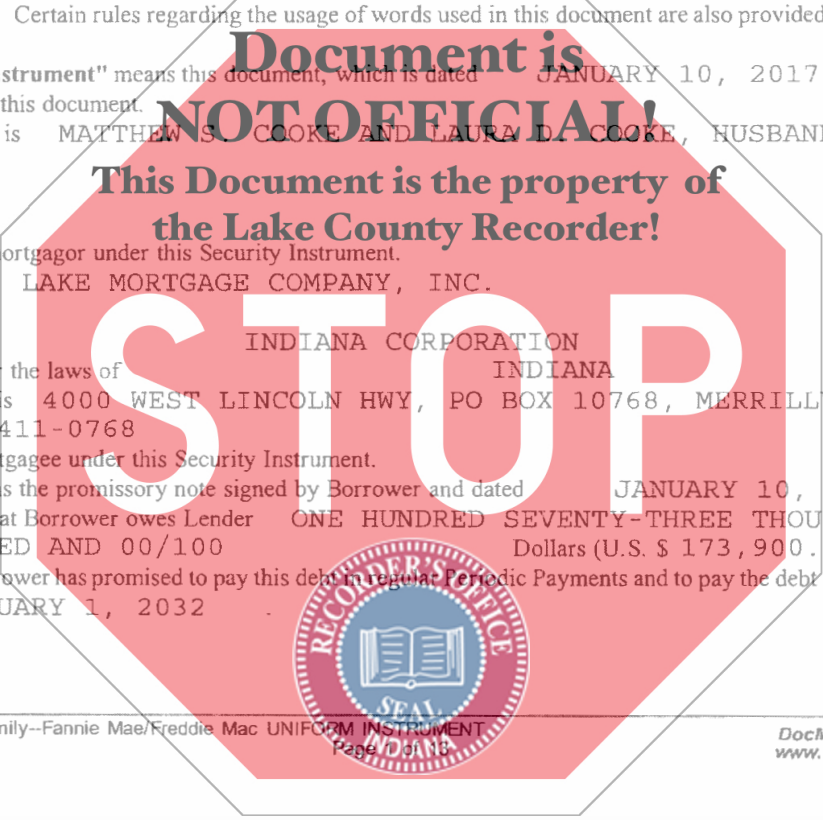 Certain rules regarding the usage of words used in this document are also provided
Document is
strument" means this document, which is dated JANUARY 10, 2017
this document.
NOT OFFICIAL!
is MATTHEW S. COOKE AND LAURA D. COOKE, HUSBAN
This Document is the property of
the Lake County Recorder!
ortgagor under this Security Instrument.
LAKE MORTGAGE COMPANY, INC.
STOP
INDIANA CORPORATION
the laws of INDIANA
is 4000 WEST LINCOLN HWY, PO BOX 10768, MERRILL
411-0768
tgagee under this Security Instrument.
s the promissory note signed by Borrower and dated JANUARY 10,
at Borrower owes Lender ONE HUNDRED SEVENTY-THREE THOU
ED AND 00/100 Dollars (U.S. $ 173,900.
ower has promised to pay this debt in regular Periodic Payments and to pay the debt
UARY 1, 2032 .
RECORDER'S OFFICE
SEAL
INDIANA
mily--Fannie Mae/Freddie Mac UNIFORM INSTRUMENT
Page 1 of 13
DocM
www.